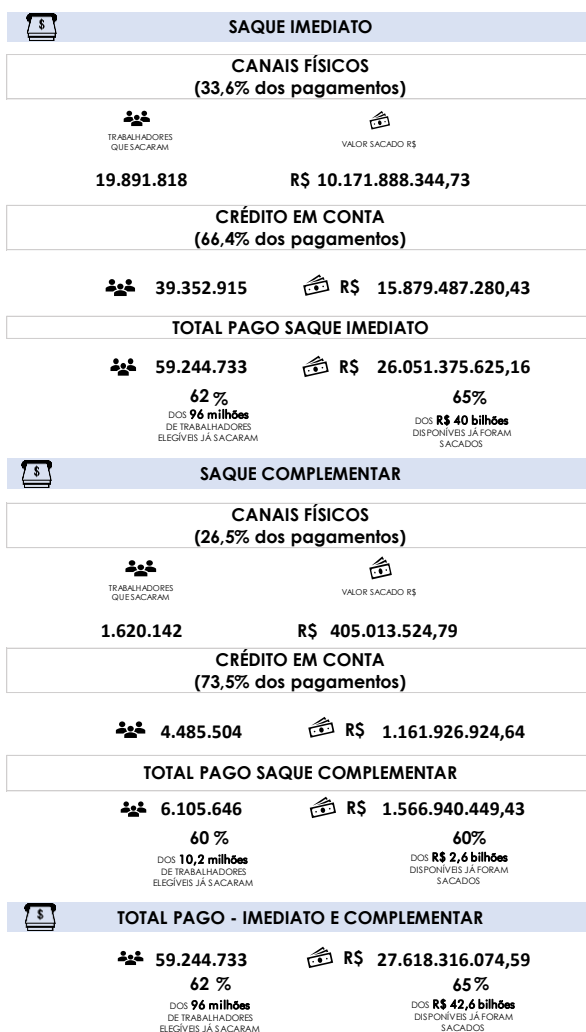 $
SAQUE IMEDIATO
CANAIS FÍSICOS
(33,6% dos pagamentos)
TRABALHADORES
QUE SACARAM
VALOR SACADO R$
19.891.818 R$ 10.171.888.344,73
CRÉDITO EM CONTA
(66,4% dos pagamentos)
39.352.915 R$ 15.879.487.280,43
TOTAL PAGO SAQUE IMEDIATO
59.244.733 R$ 26.051.375.625,16
62 % 65%
DOS 96 milhões
DE TRABALHADORES
ELEGÍVEIS JÁ SACARAM
DOS R$ 40 bilhões
DISPONÍVEIS JÁ FORAM
SACADOS
$
SAQUE COMPLEMENTAR
CANAIS FÍSICOS
(26,5% dos pagamentos)
TRABALHADORES
QUE SACARAM
VALOR SACADO R$
1.620.142 R$ 405.013.524,79
CRÉDITO EM CONTA
(73,5% dos pagamentos)
4.485.504 R$ 1.161.926.924,64
TOTAL PAGO SAQUE COMPLEMENTAR
6.105.646 R$ 1.566.940.449,43
60 % 60%
DOS 10,2 milhões
DE TRABALHADORES
ELEGÍVEIS JÁ SACARAM
DOS R$ 2,6 bilhões
DISPONÍVEIS JÁ FORAM
SACADOS
$
TOTAL PAGO - IMEDIATO E COMPLEMENTAR
59.244.733 R$ 27.618.316.074,59
62 % 65%
DOS 96 milhões
DE TRABALHADORES
ELEGÍVEIS JÁ SACARAM
DOS R$ 42,6 bilhões
DISPONÍVEIS JÁ FORAM
SACADOS